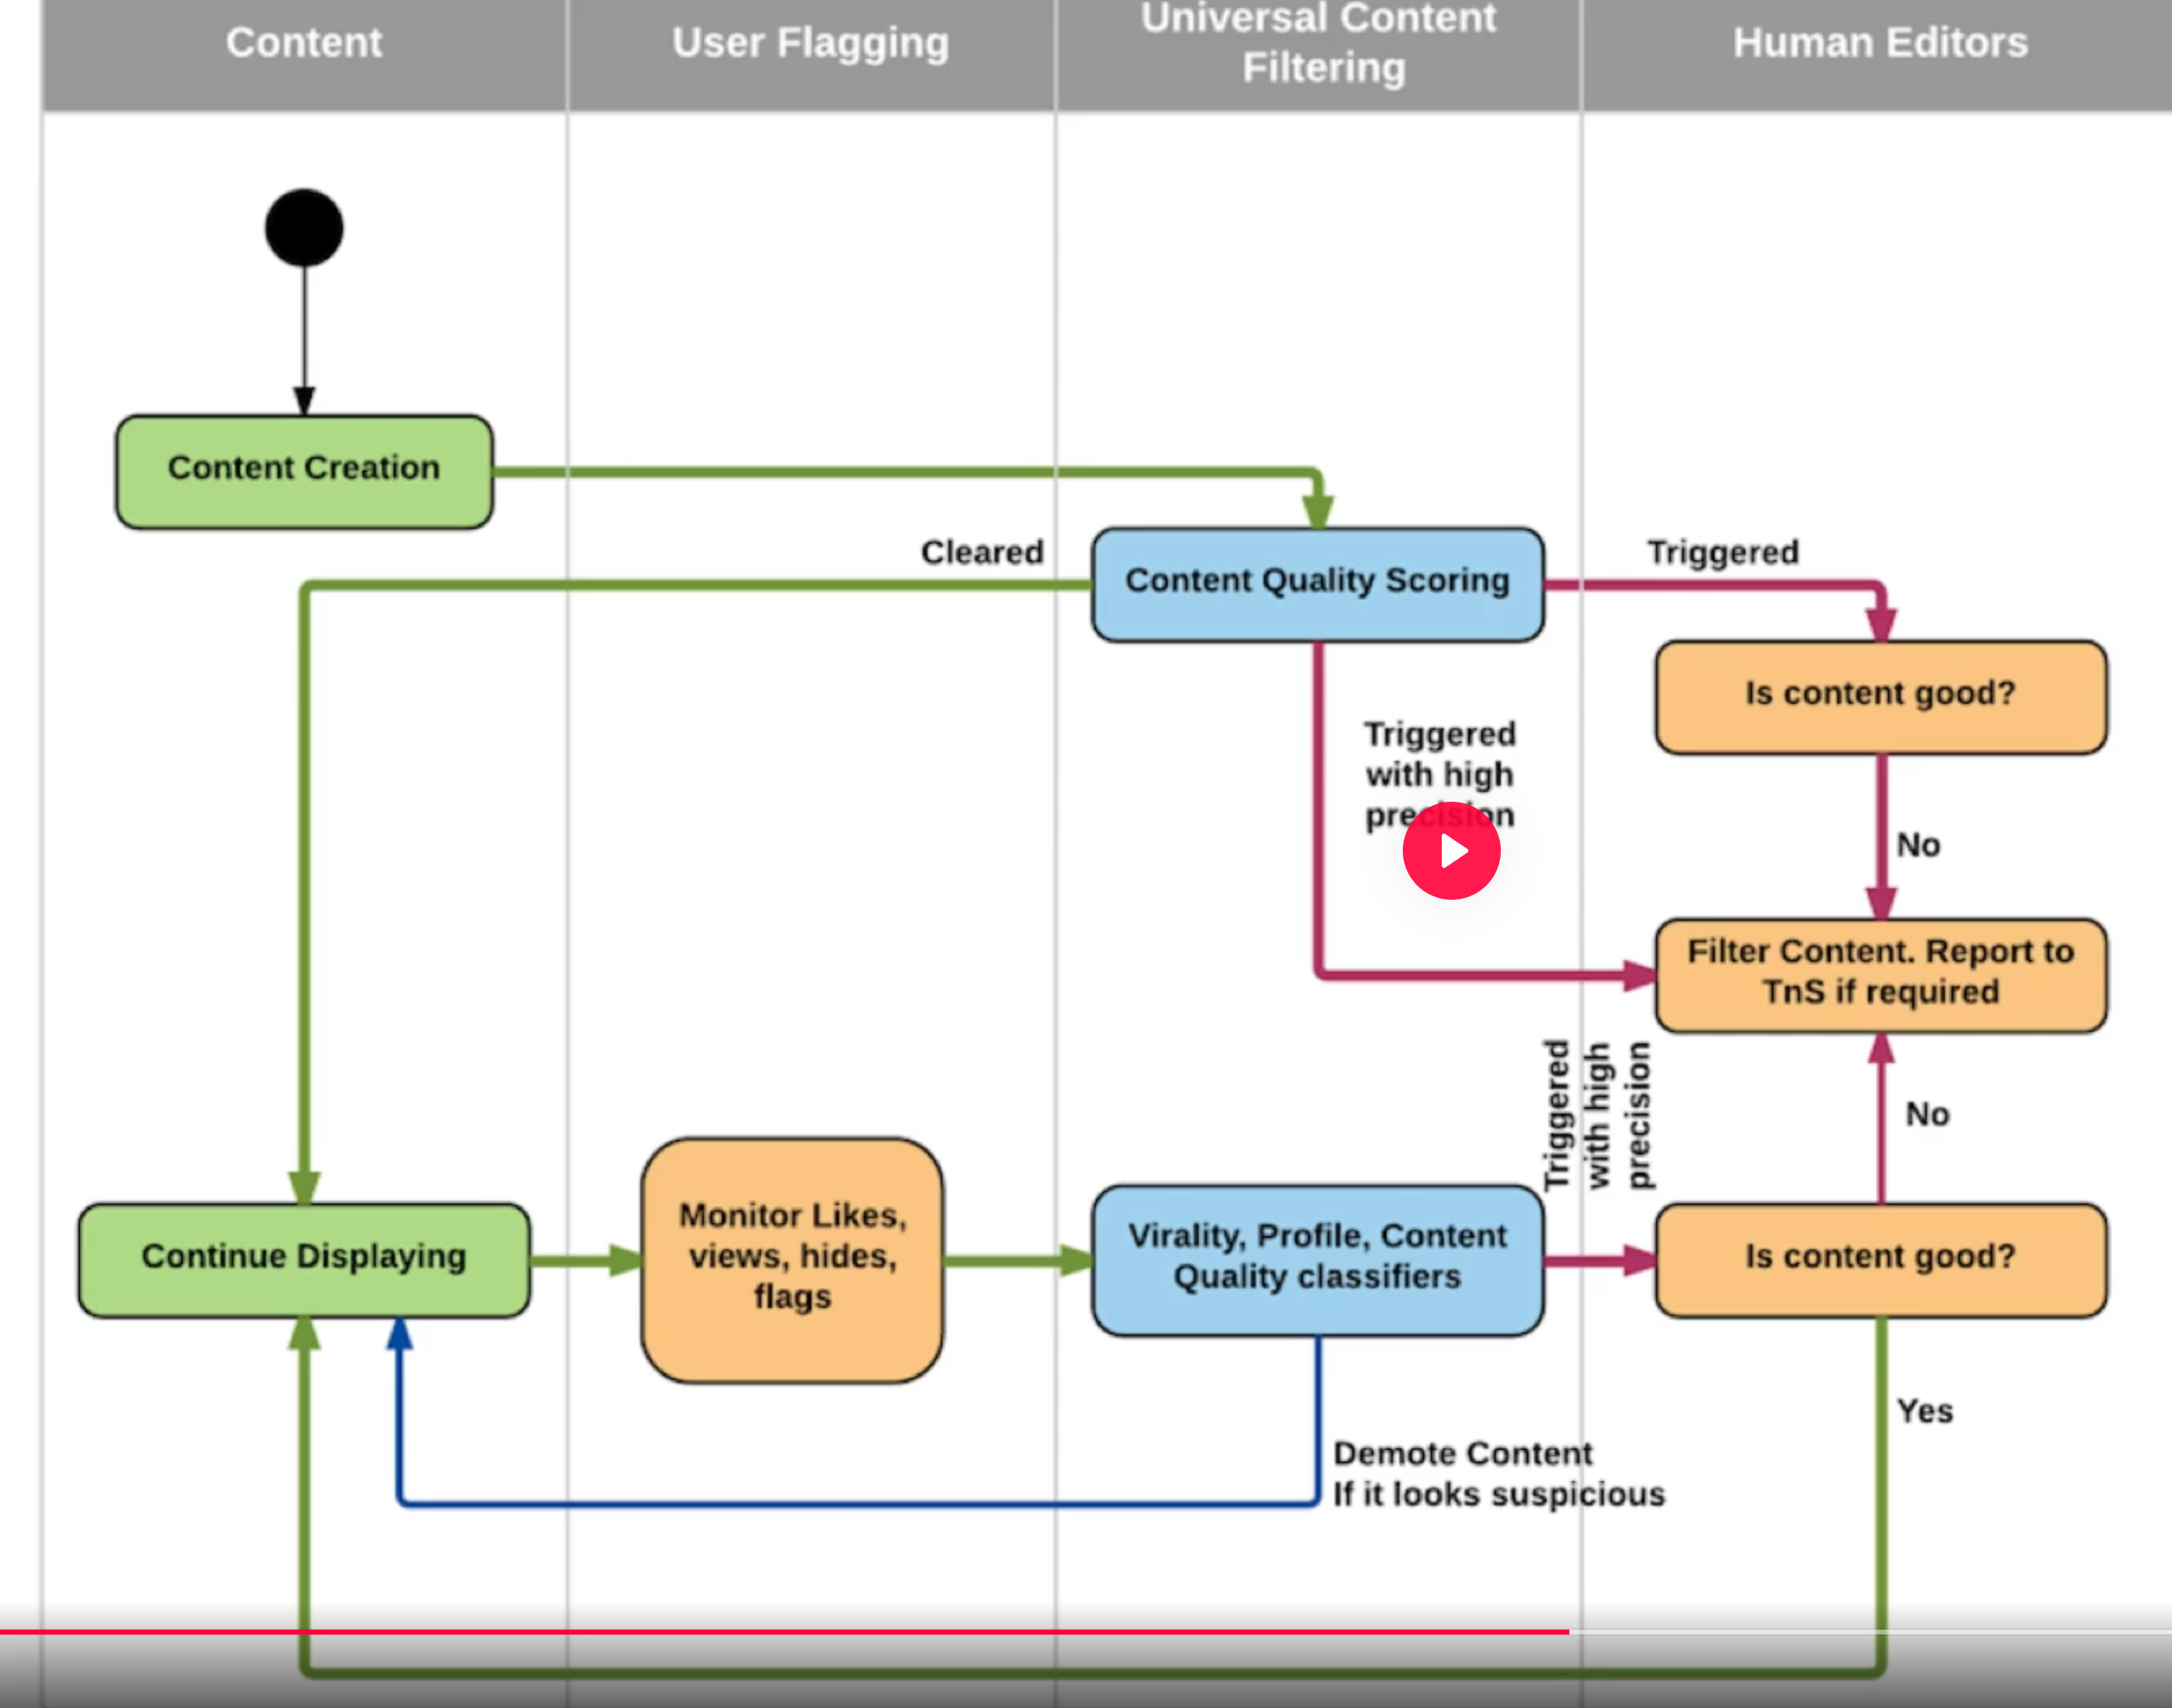 Content
User Flagging
Universal Content
Filtering
Human Editors
Content Creation
Cleared
Content Quality Scoring
Triggered
Is content good?
Triggered
with high
precision
No
Filter Content. Report to
TnS if required
Triggered
with high
precision
No
Continue Displaying
Monitor Likes,
views, hides,
flags
Virality, Profile, Content
Quality classifiers
Is content good?
Yes
Demote Content
If it looks suspicious